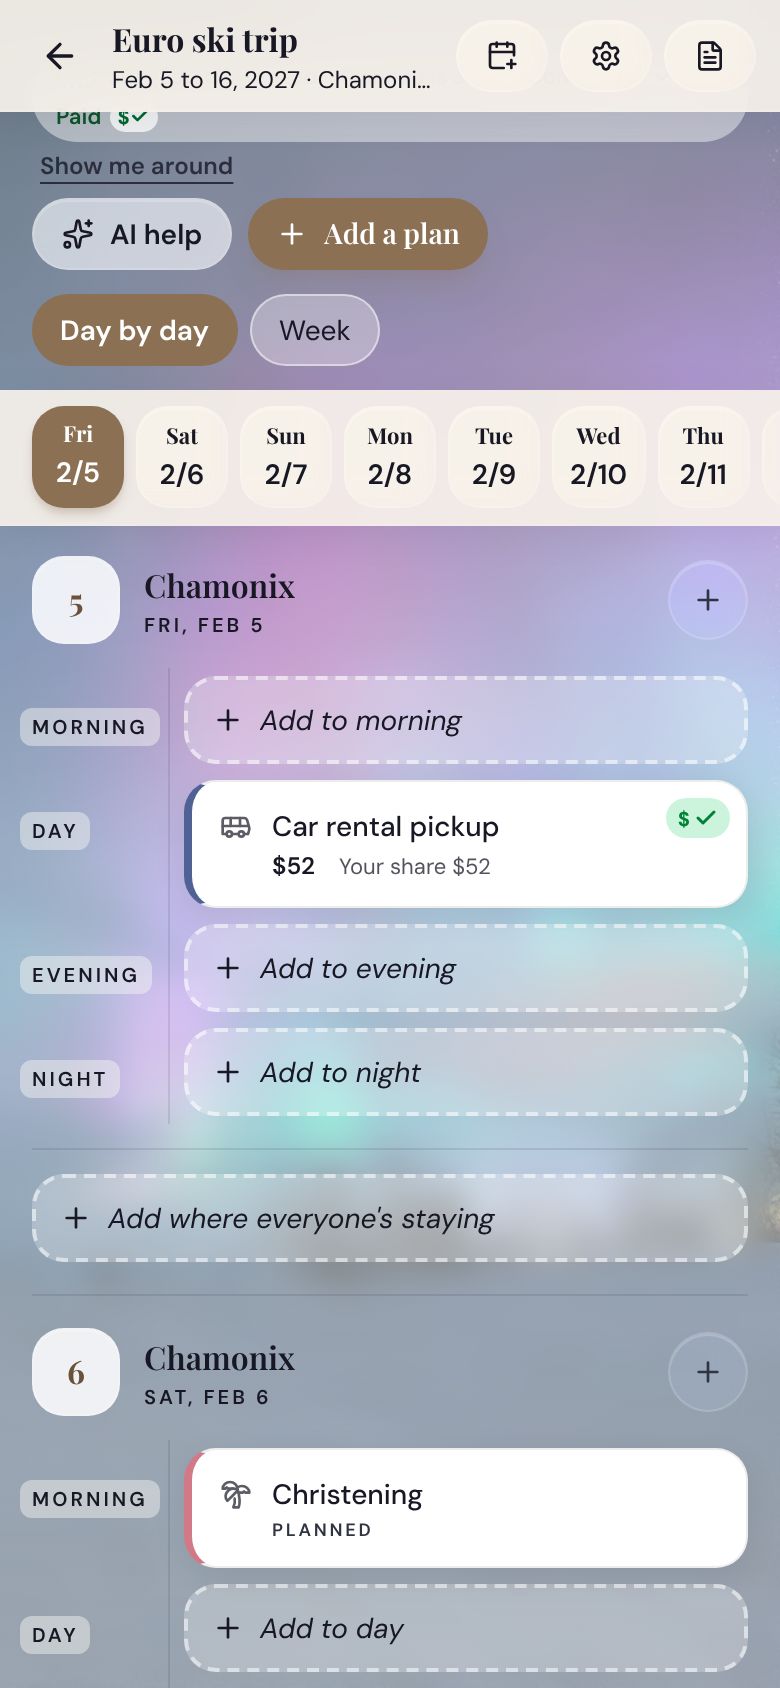 Euro ski trip
Feb 5 to 16, 2027 · Chamoni...
Paid $
Show me around
AI help
Add a plan
Day by day
Week
Fri Sat Sun Mon Tue Wed Thu
2/5 2/6 2/7 2/8 2/9 2/10 2/11
5
Chamonix
FRI, FEB 5
MORNING
+ Add to morning
DAY
Car rental pickup
$
$52 Your share $52
EVENING
+ Add to evening
NIGHT
+ Add to night
+ Add where everyone's staying
6
Chamonix
SAT, FEB 6
MORNING
Christening
PLANNED
DAY
+ Add to day